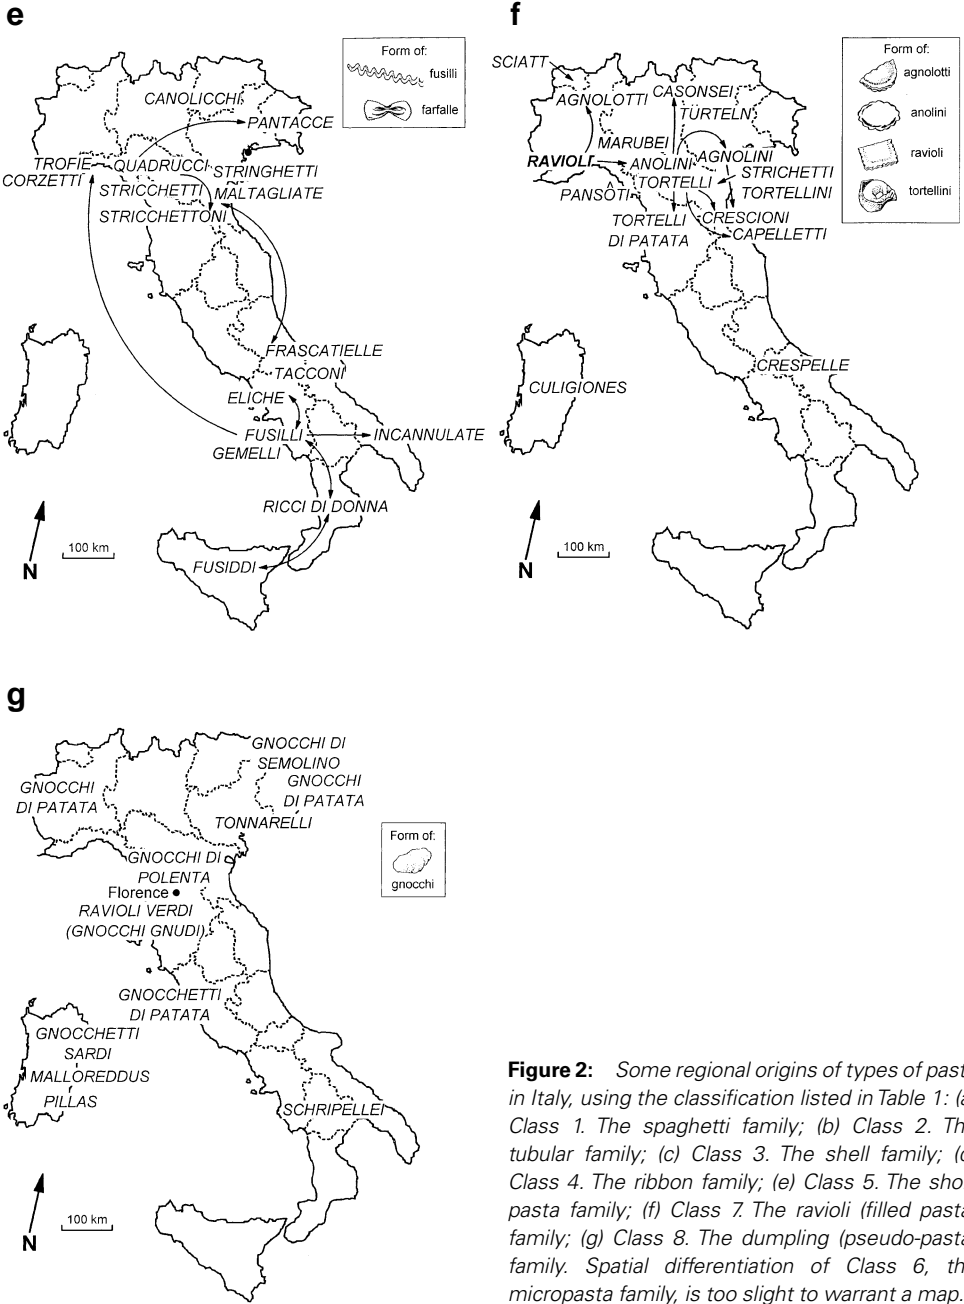 e
Form of:
fusilli
farfalle
CANOLICCHI
PANTACCE
TROFIE
QUADRUCCI
STRINGHETTI
CORZETTI
STRICCHETTI
MALTAGLIATE
STRICCHETTONI
FRASCATIELLE
TACCONI
ELICHE
FUSILLI
INCANNULATE
GEMELLI
RICCI DI DONNA
FUSIDDI
100 km
N
f
Form of:
agnolotti
anolini
ravioli
tortellini
SCIATT
AGNOLOTTI
CASONSEI
TÙRTELN
MARUBEI
RAVIOLI
ANOLINI
AGNOLINI
TORTELLI
STRICHETTI
PANSÔTI
TORTELLINI
TORTELLI
DI PATATA
CRESCIONI
CAPELLETTI
CRESPELLE
CULIGIONES
100 km
N
g
GNOCCHI DI
SEMOLINO
GNOCCHI
DI PATATA
GNOCCHI
DI PATATA
TONNARELLI
Form of:
gnocchi
GNOCCHI DI
POLENTA
Florence
RAVIOLI VERDI
(GNOCCHI GNUDI)
GNOCCHETTI
DI PATATA
GNOCCHETTI
SARDI
MALLOREDDUS
PILLAS
SCHRIPELLEI
100 km
N
Figure 2: Some regional origins of types of past
in Italy, using the classification listed in Table 1: (a
Class 1. The spaghetti family; (b) Class 2. Th
tubular family; (c) Class 3. The shell family; (d
Class 4. The ribbon family; (e) Class 5. The sho
pasta family; (f) Class 7. The ravioli (filled pasta
family; (g) Class 8. The dumpling (pseudo-pasta
family. Spatial differentiation of Class 6, th
micropasta family, is too slight to warrant a map.